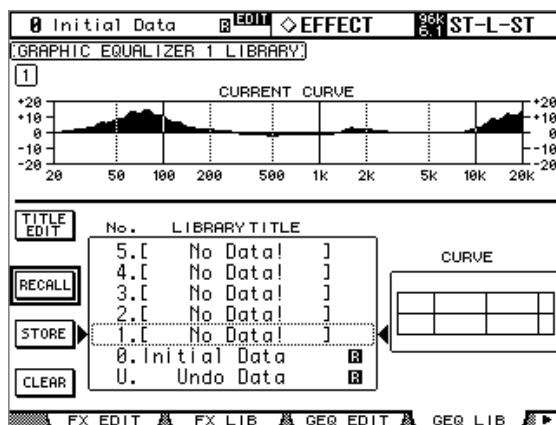 0 Initial Data R EDIT ◇EFFECT 96k 6.1 ST-L-ST
GRAPHIC EQUALIZER 1 LIBRARY
1
CURRENT CURVE
+20 +20
+10 +10
0 0
-10 -10
-20 -20
20 50 100 200 500 1k 2k 5k 10k 20k
TITLE EDIT
No. LIBRARY TITLE
CURVE
5.[ No Data! ]
4.[ No Data! ]
RECALL
3.[ No Data! ]
2.[ No Data! ]
STORE
1.[ No Data! ]
0.Initial Data R
U. Undo Data R
CLEAR
FX EDIT FX LIB GEQ EDIT GEQ LIB